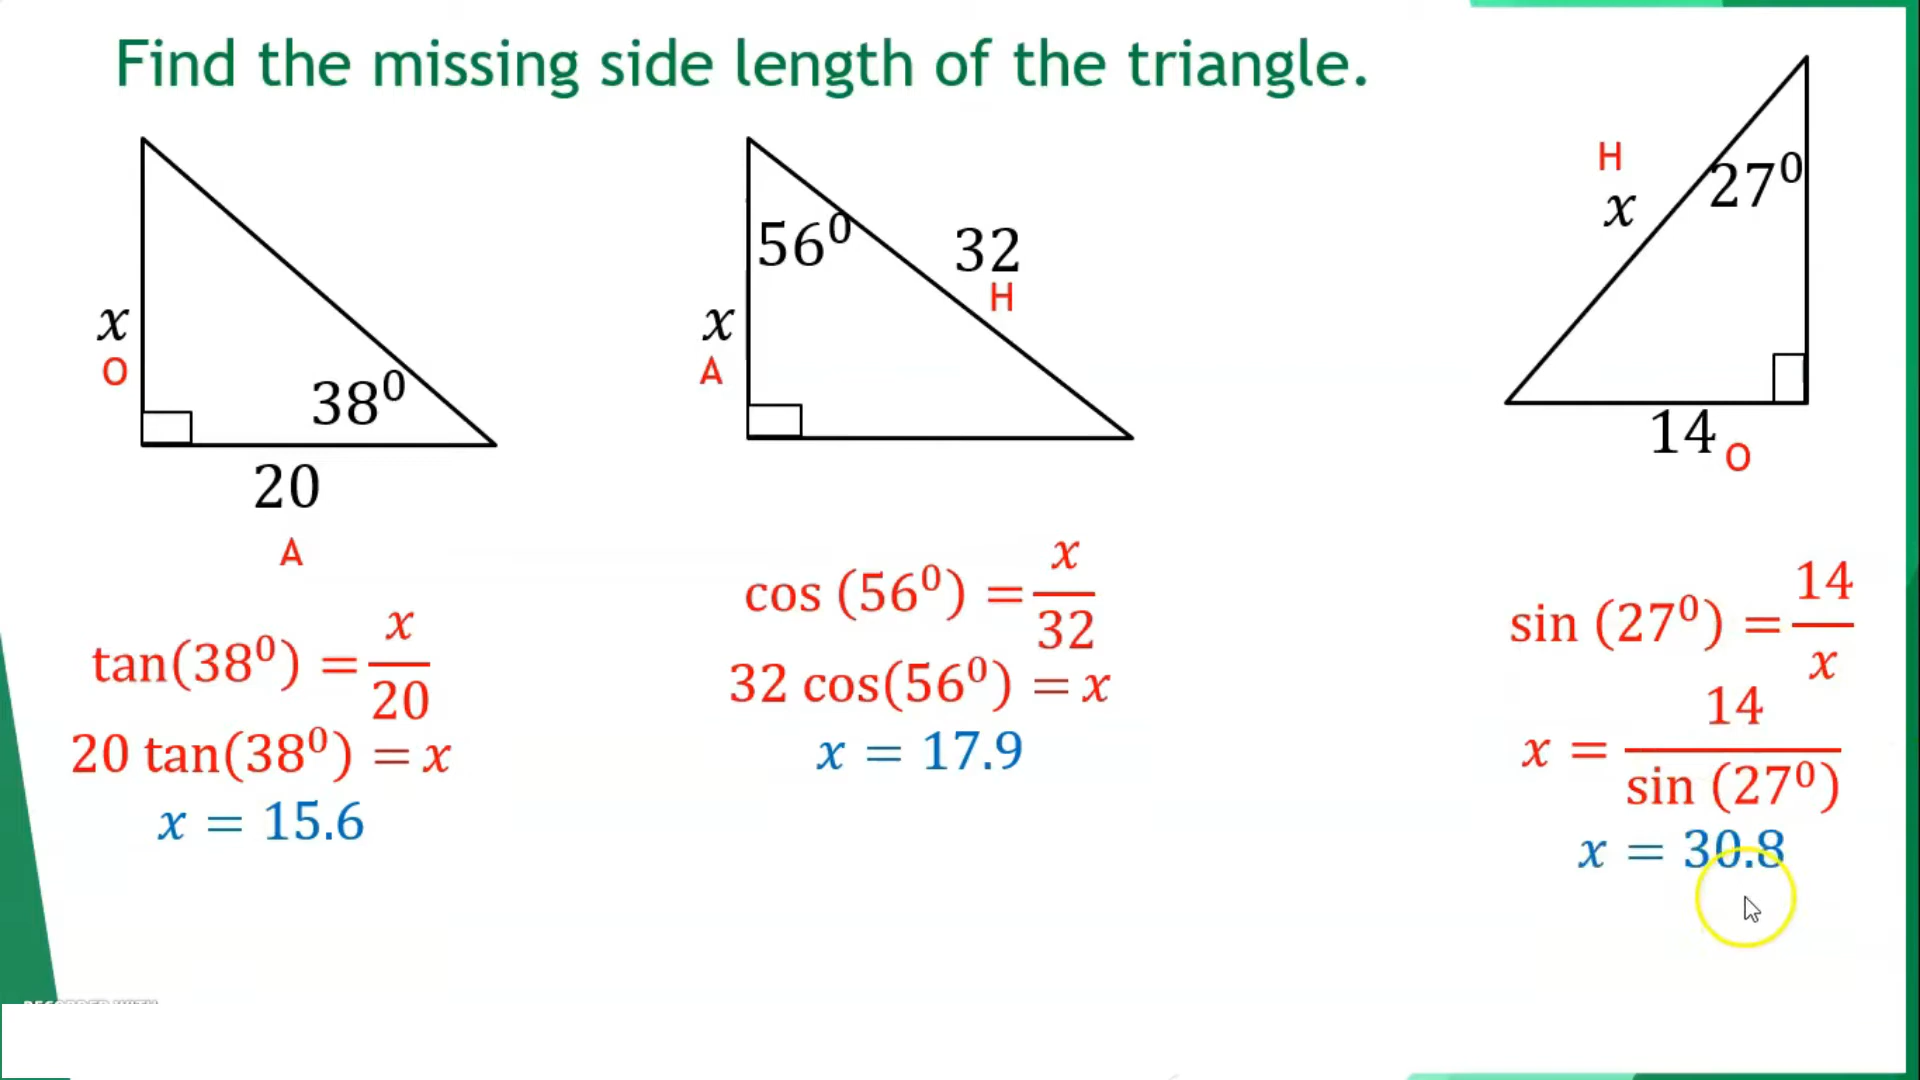 Find the missing side length of the triangle.
x
O
38⁰
20
A
tan(38⁰) = x/20
20 tan(38⁰) = x
x = 15.6
56⁰
32
H
x
A
cos (56⁰) = x/32
32 cos(56⁰) = x
x = 17.9
H
x
27⁰
14
O
sin (27⁰) = 14/x
x = 14/sin (27⁰)
x = 30.8
RECORDED WITH